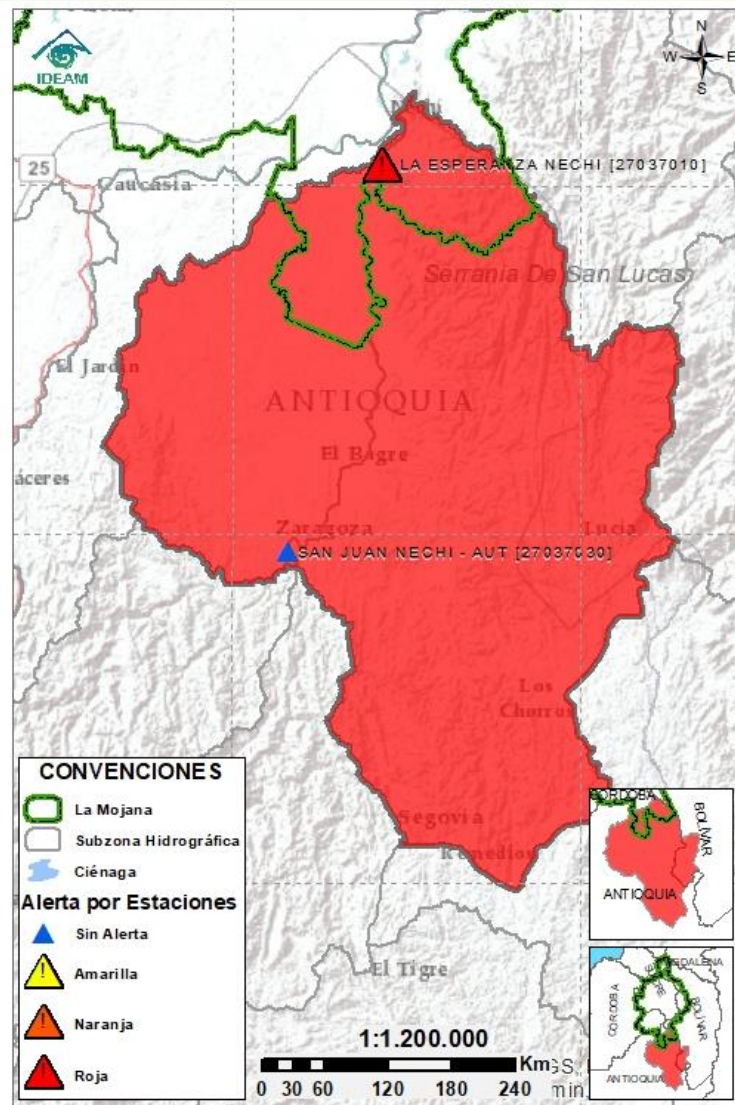 IDEAM
N
W
E
S
25
Caucasia
LA ESPERANZA NECHI [27037010]
Serrania De San Lucas
El Jardin
ANTIOQUIA
El Bagre
áceres
Zaragoza
Lucia
SAN JUAN NECHI - AUT [27037030]
Los
Chorros
Segovia
Remedios
El Tigre
CONVENCIONES
La Mojana
Subzona Hidrográfica
Ciénaga
Alerta por Estaciones
Sin Alerta
Amarilla
Naranja
Roja
1:1.200.000
Km
0 30 60 120 180 240
CORDOBA
BOLÍVAR
ANTIOQUIA
CORDOBA
BOLÍVAR
ANTIOQUIA